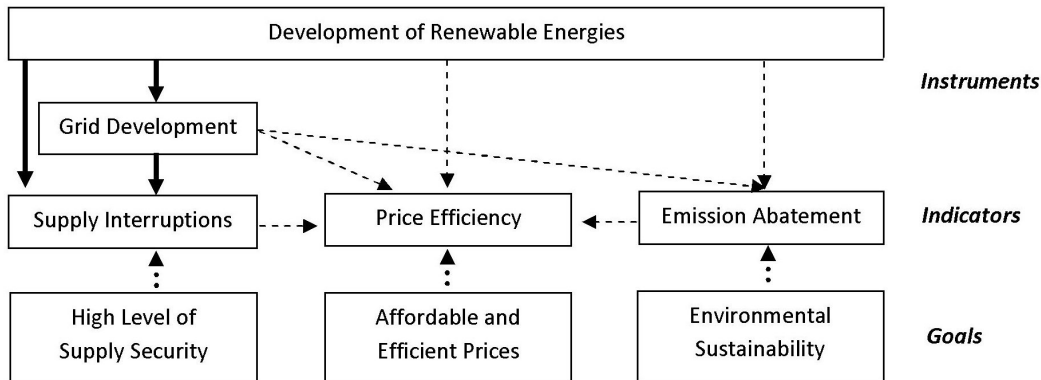 Development of Renewable Energies
Instruments
Grid Development
Supply Interruptions
Price Efficiency
Emission Abatement
Indicators
High Level of
Supply Security
Affordable and
Efficient Prices
Environmental
Sustainability
Goals